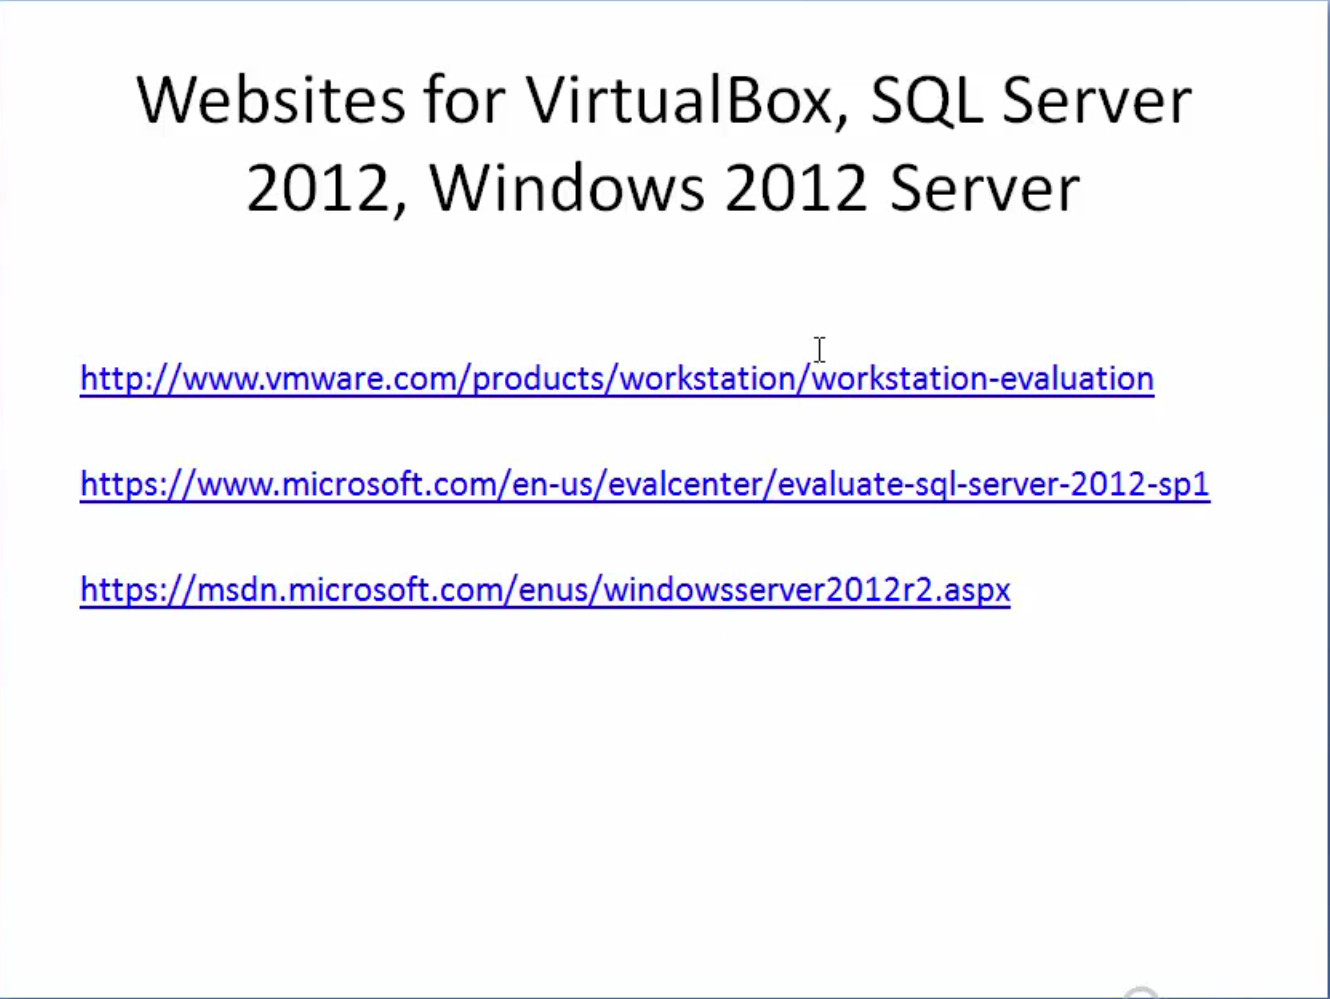 Websites for VirtualBox, SQL Server
2012, Windows 2012 Server
http://www.vmware.com/products/workstation/workstation-evaluation
https://www.microsoft.com/en-us/evalcenter/evaluate-sql-server-2012-sp1
https://msdn.microsoft.com/enus/windowsserver2012r2.aspx